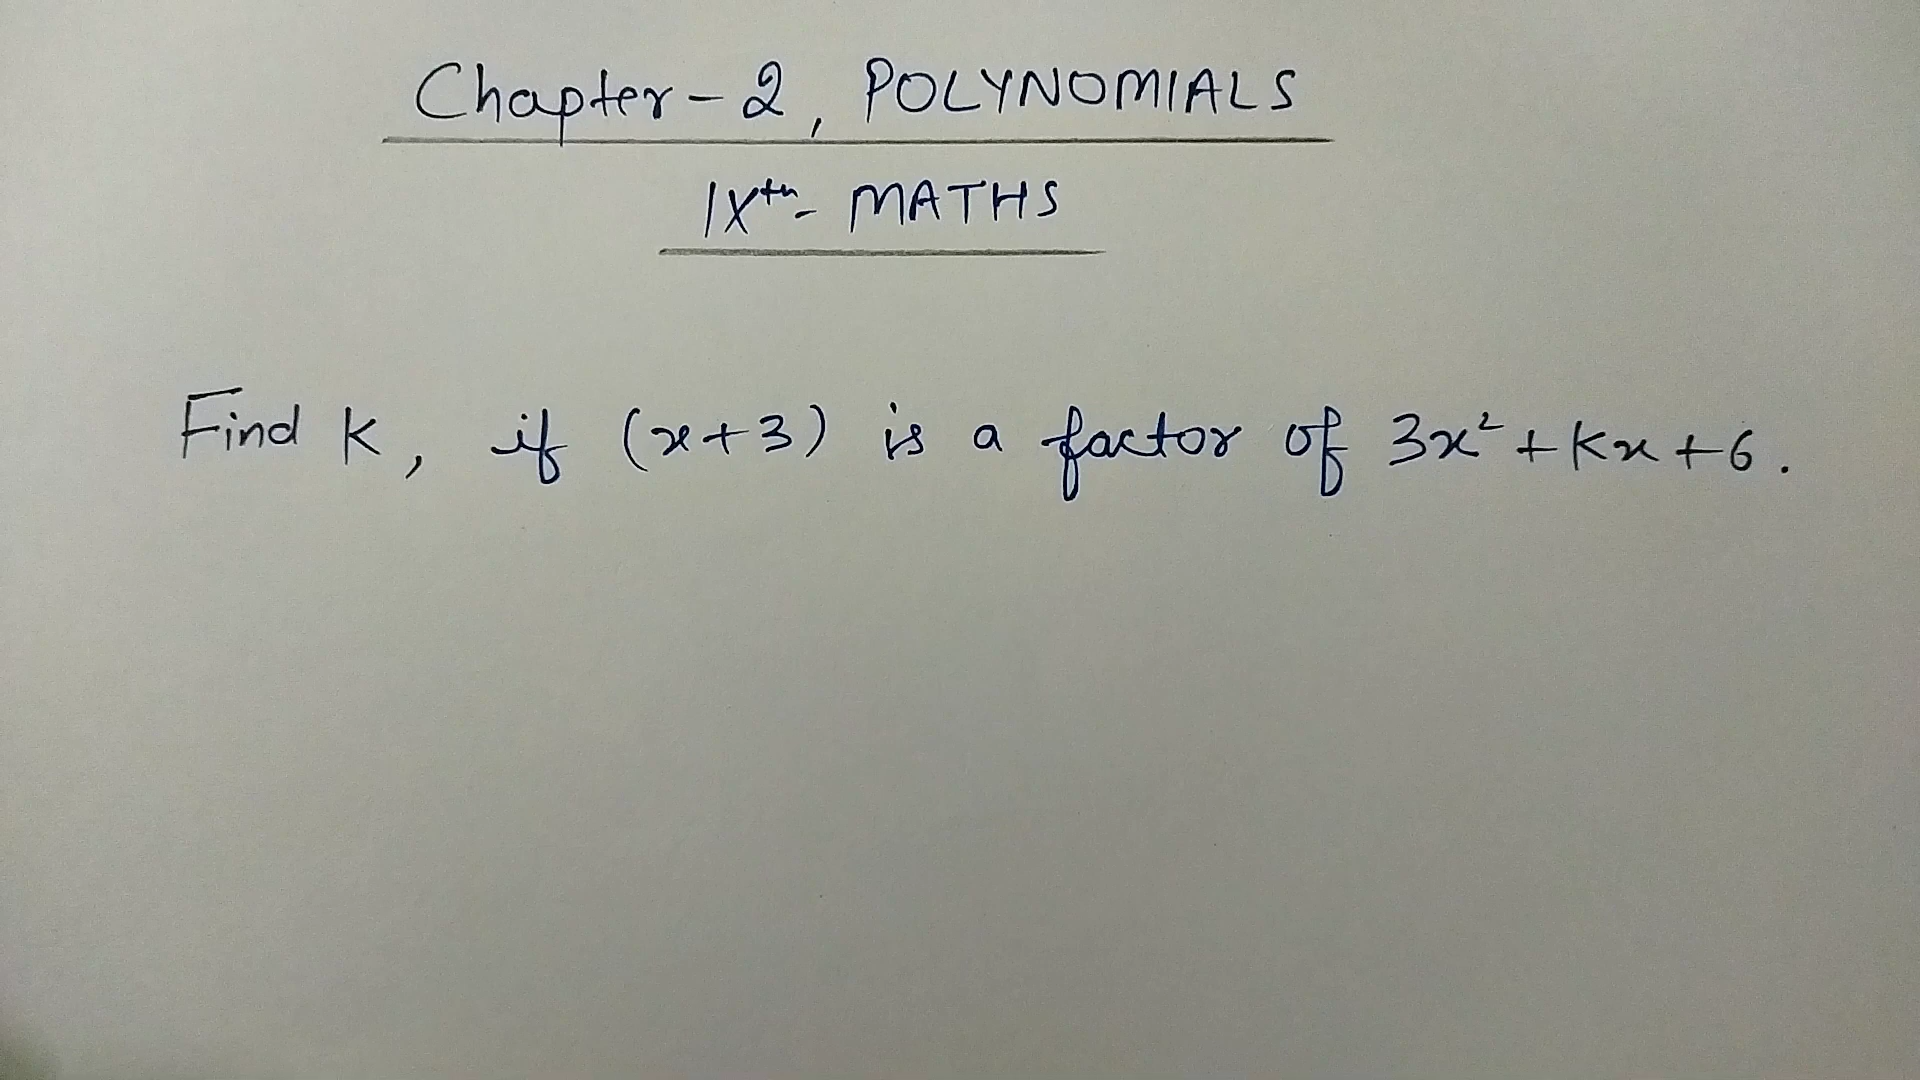 Chapter-2, POLYNOMIALS
IXth- MATHS
Find k, if (x+3) is a factor of 3x²+kx+6.